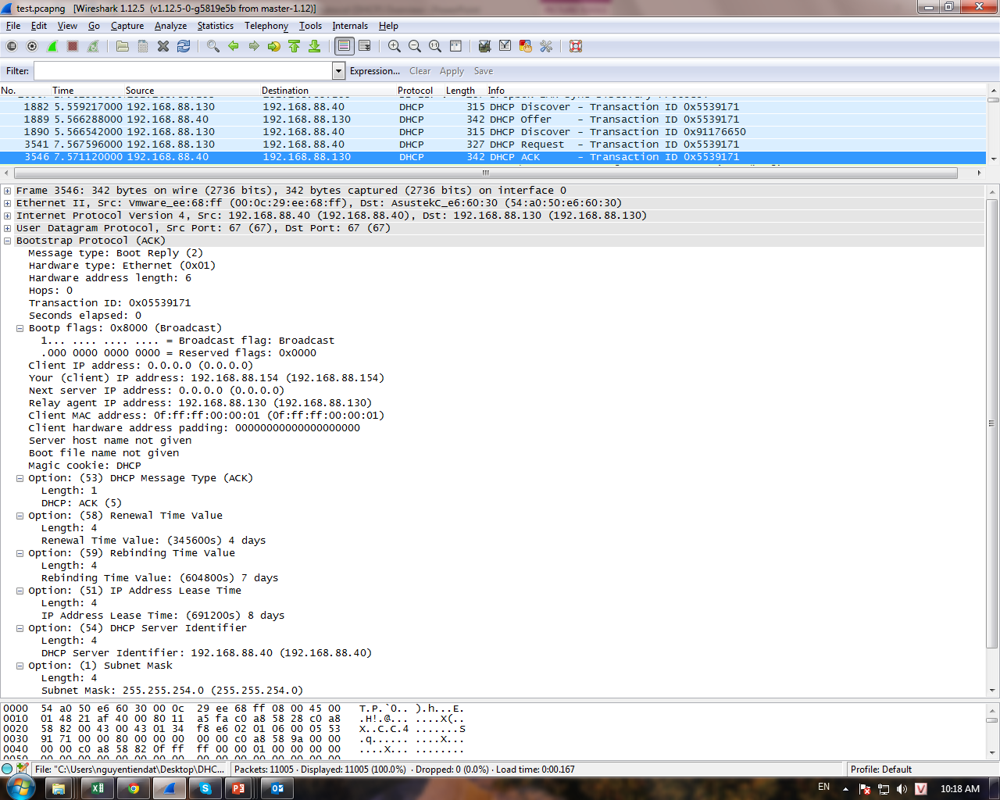 test.pcapng   [Wireshark 1.12.5  (v1.12.5-0-g5819e5b from master-1.12)]
File Edit View Go Capture Analyze Statistics Telephony Tools Internals Help
Filter: Expression... Clear Apply Save
No. Time Source Destination Protocol Length Info
1882 5.559217000 192.168.88.130 192.168.88.40 DHCP 315 DHCP Discover - Transaction ID 0x5539171
1889 5.566288000 192.168.88.40 192.168.88.130 DHCP 342 DHCP Offer - Transaction ID 0x5539171
1890 5.566542000 192.168.88.130 192.168.88.40 DHCP 315 DHCP Discover - Transaction ID 0x91176650
3541 7.567596000 192.168.88.130 192.168.88.40 DHCP 327 DHCP Request - Transaction ID 0x5539171
3546 7.571120000 192.168.88.40 192.168.88.130 DHCP 342 DHCP ACK - Transaction ID 0x5539171
Frame 3546: 342 bytes on wire (2736 bits), 342 bytes captured (2736 bits) on interface 0
Ethernet II, Src: Vmware_ee:68:ff (00:0c:29:ee:68:ff), Dst: AsustekC_e6:60:30 (54:a0:50:e6:60:30)
Internet Protocol Version 4, Src: 192.168.88.40 (192.168.88.40), Dst: 192.168.88.130 (192.168.88.130)
User Datagram Protocol, Src Port: 67 (67), Dst Port: 67 (67)
Bootstrap Protocol (ACK)
Message type: Boot Reply (2)
Hardware type: Ethernet (0x01)
Hardware address length: 6
Hops: 0
Transaction ID: 0x05539171
Seconds elapsed: 0
Bootp flags: 0x8000 (Broadcast)
1... .... .... .... = Broadcast flag: Broadcast
.000 0000 0000 0000 = Reserved flags: 0x0000
Client IP address: 0.0.0.0 (0.0.0.0)
Your (client) IP address: 192.168.88.154 (192.168.88.154)
Next server IP address: 0.0.0.0 (0.0.0.0)
Relay agent IP address: 192.168.88.130 (192.168.88.130)
Client MAC address: 0f:ff:ff:00:00:01 (0f:ff:ff:00:00:01)
Client hardware address padding: 00000000000000000000
Server host name not given
Boot file name not given
Magic cookie: DHCP
Option: (53) DHCP Message Type (ACK)
Length: 1
DHCP: ACK (5)
Option: (58) Renewal Time Value
Length: 4
Renewal Time Value: (345600s) 4 days
Option: (59) Rebinding Time Value
Length: 4
Rebinding Time Value: (604800s) 7 days
Option: (51) IP Address Lease Time
Length: 4
IP Address Lease Time: (691200s) 8 days
Option: (54) DHCP Server Identifier
Length: 4
DHCP Server Identifier: 192.168.88.40 (192.168.88.40)
Option: (1) Subnet Mask
Length: 4
Subnet Mask: 255.255.254.0 (255.255.254.0)
0000  54 a0 50 e6 60 30 00 0c  29 ee 68 ff 08 00 45 00   T.P.`0.. ).h...E.
0010  01 48 21 af 40 00 80 11  a5 fa c0 a8 58 28 c0 a8   .H!.@... ....X(..
0020  58 82 00 43 00 43 01 34  f8 e6 02 01 06 00 05 53   X..C.C.4 .......S
0030  91 71 00 00 80 00 00 00  00 00 c0 a8 58 9a 00 00   .q...... ....X...
0040  00 00 c0 a8 58 82 0f ff  ff 00 00 01 00 00 00 00   ....X... ........
File: "C:\Users\nguyentiendat\Desktop\DHC... Packets: 11005 · Displayed: 11005 (100.0%) · Dropped: 0 (0.0%) · Load time: 0:00.167 Profile: Default
EN 10:18 AM